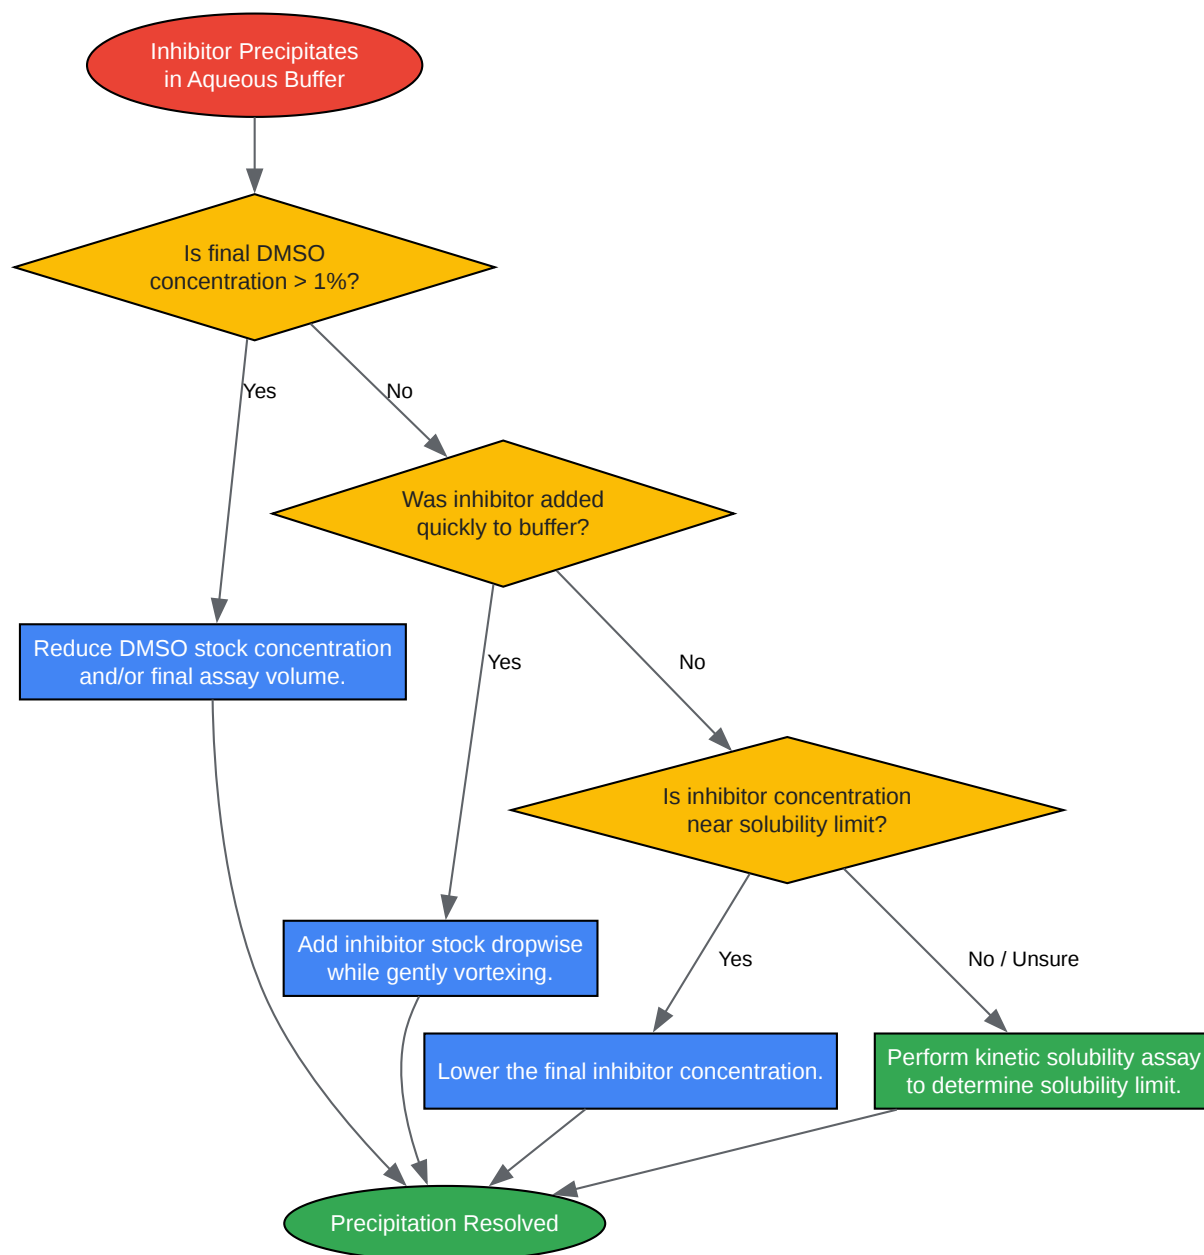 Inhibitor Precipitates
in Aqueous Buffer
Is final DMSO
concentration > 1%?
Yes
No
Was inhibitor added
quickly to buffer?
Reduce DMSO stock concentration
and/or final assay volume.
Yes
No
Is inhibitor concentration
near solubility limit?
Add inhibitor stock dropwise
while gently vortexing.
Yes
No / Unsure
Lower the final inhibitor concentration.
Perform kinetic solubility assay
to determine solubility limit.
Precipitation Resolved